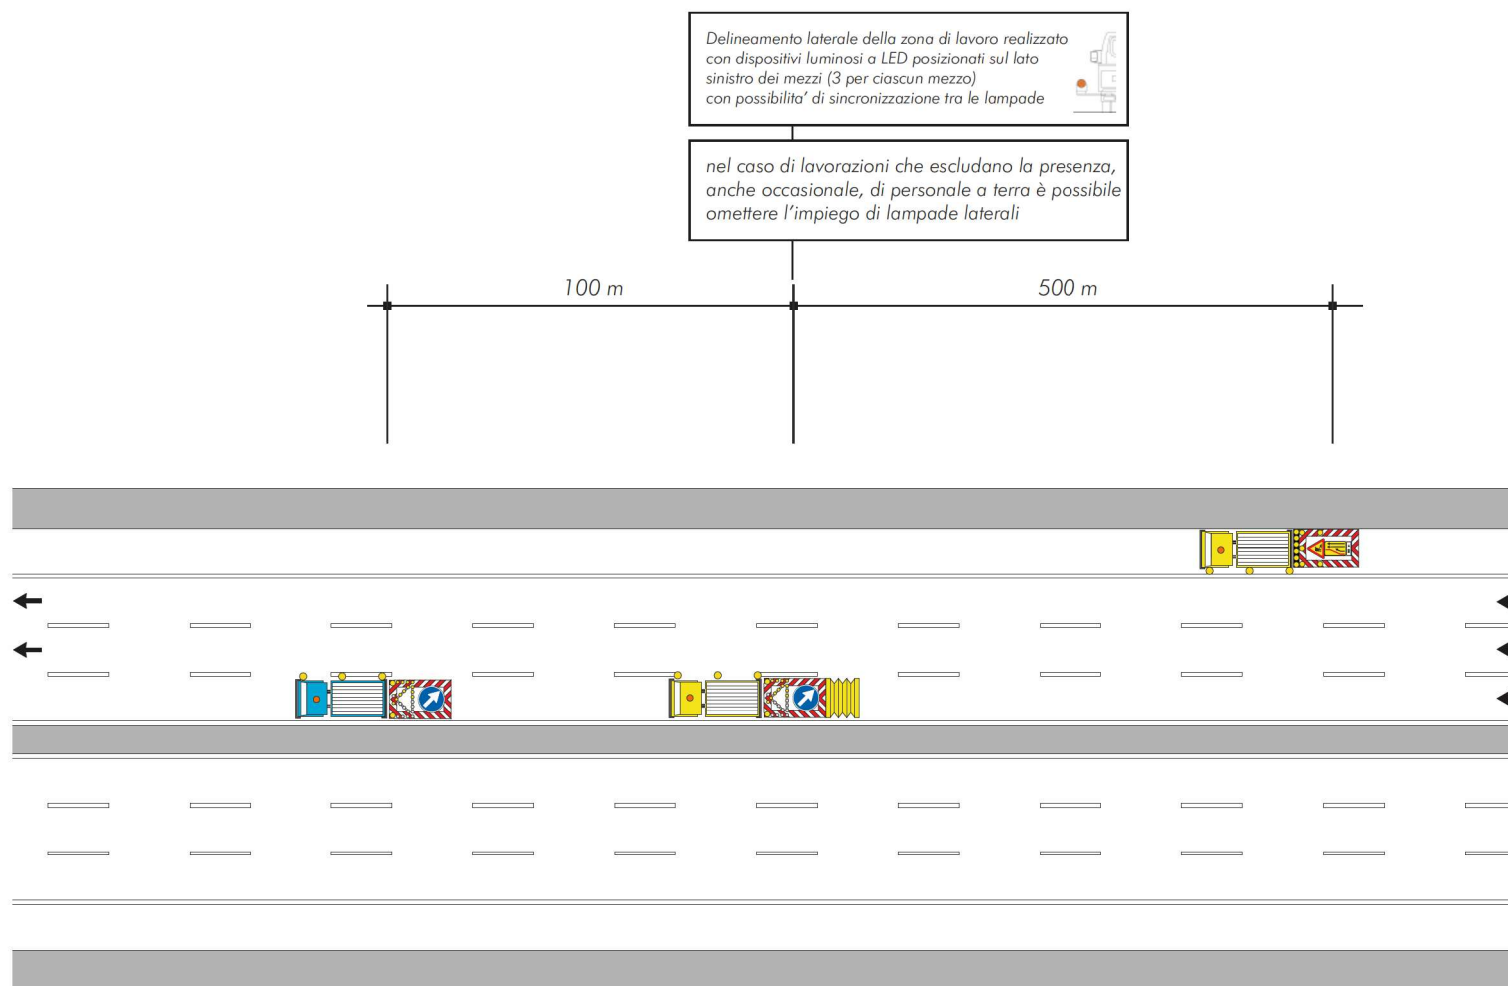 Delineamento laterale della zona di lavoro realizzato
con dispositivi luminosi a LED posizionati sul lato
sinistro dei mezzi (3 per ciascun mezzo)
con possibilita’ di sincronizzazione tra le lampade
nel caso di lavorazioni che escludano la presenza,
anche occasionale, di personale a terra è possibile
omettere l’impiego di lampade laterali
100 m
500 m